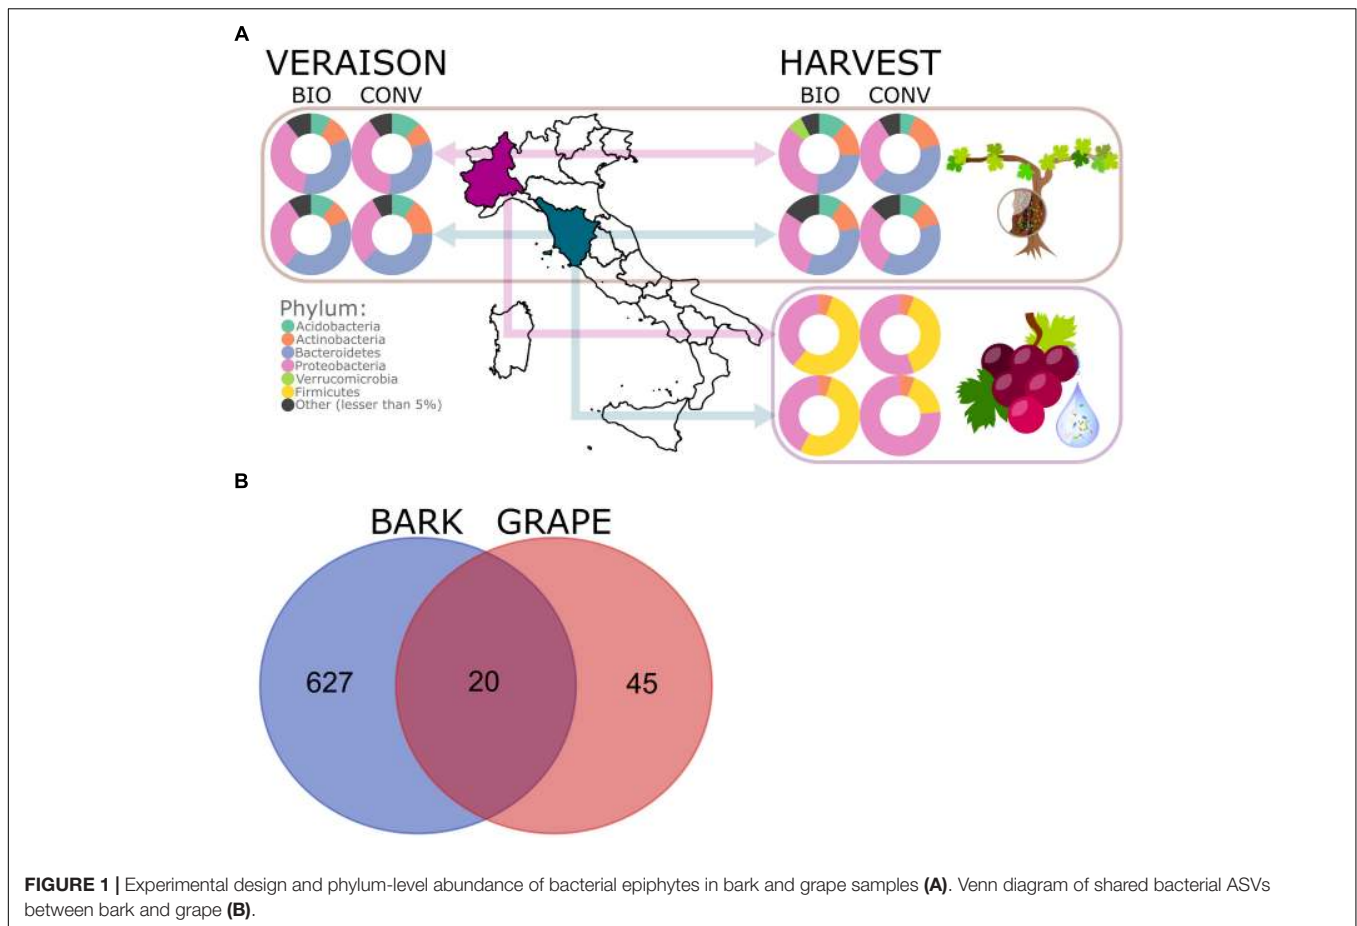 A
VERAISON
BIO CONV
HARVEST
BIO CONV
Phylum:
Acidobacteria
Actinobacteria
Bacteroidetes
Proteobacteria
Verrucomicrobia
Firmicutes
Other (lesser than 5%)
B
BARK GRAPE
627 20 45
FIGURE 1 | Experimental design and phylum-level abundance of bacterial epiphytes in bark and grape samples (A). Venn diagram of shared bacterial ASVs
between bark and grape (B).